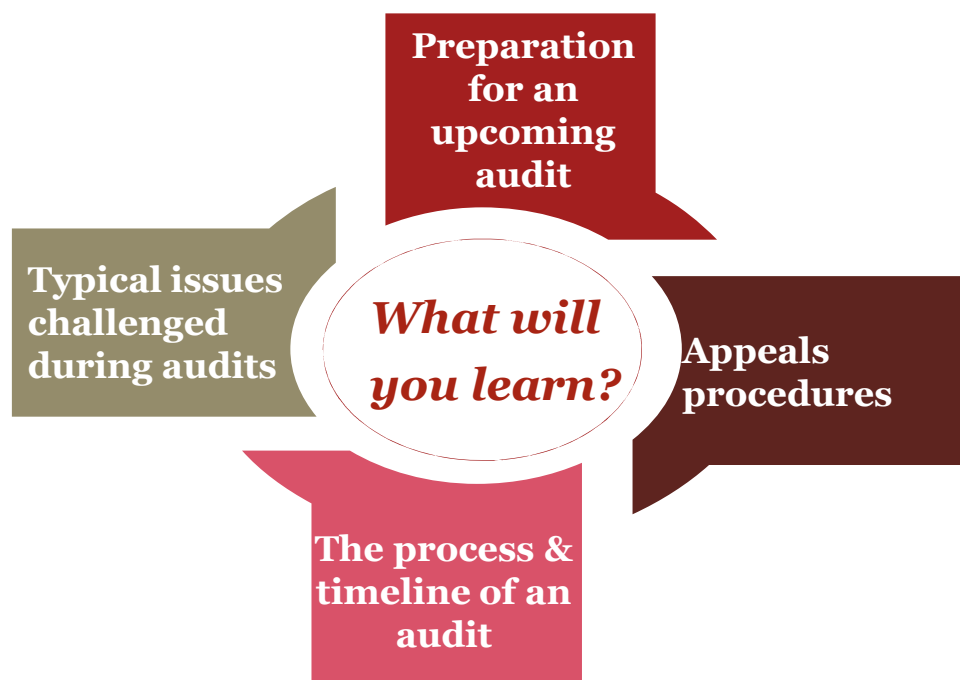 Preparation
for an
upcoming
audit
Typical issues
challenged
during audits
What will
you learn?
Appeals
procedures
The process &
timeline of an
audit